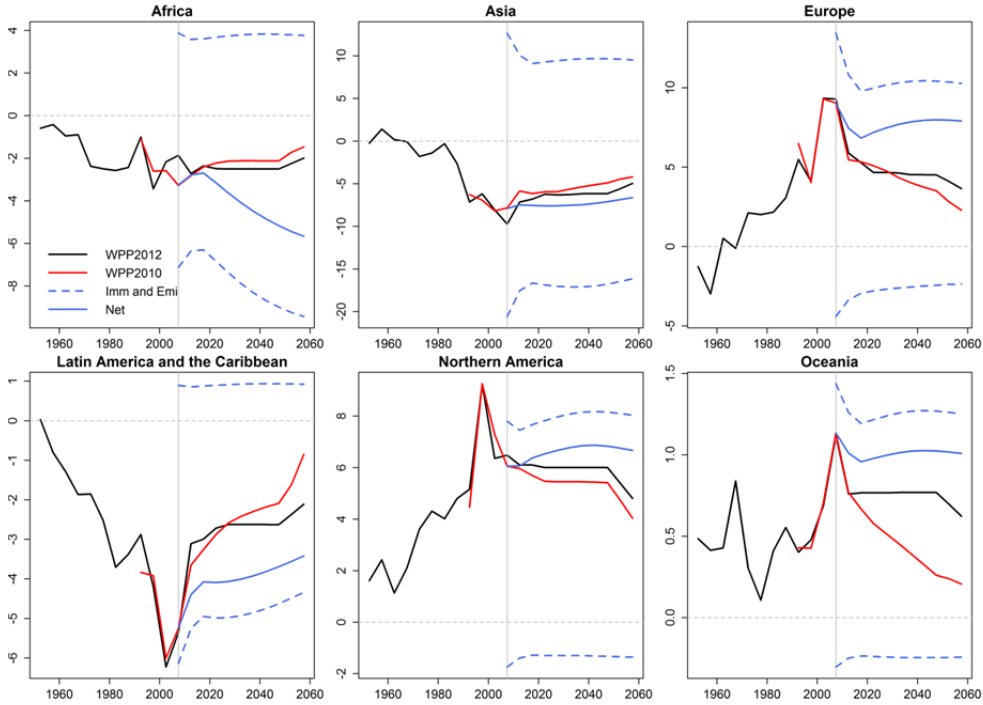 Africa
4
2
0
-2
-4
-6
-8
WPP2012
WPP2010
Imm and Emi
Net
1960 1980 2000 2020 2040 2060
Asia
10
5
0
-5
-10
-15
-20
1960 1980 2000 2020 2040 2060
Europe
10
5
0
-5
1960 1980 2000 2020 2040 2060
Latin America and the Caribbean
1
0
-1
-2
-3
-4
-5
-6
1960 1980 2000 2020 2040 2060
Northern America
8
6
4
2
0
-2
1960 1980 2000 2020 2040 2060
Oceania
1.5
1.0
0.5
0.0
1960 1980 2000 2020 2040 2060